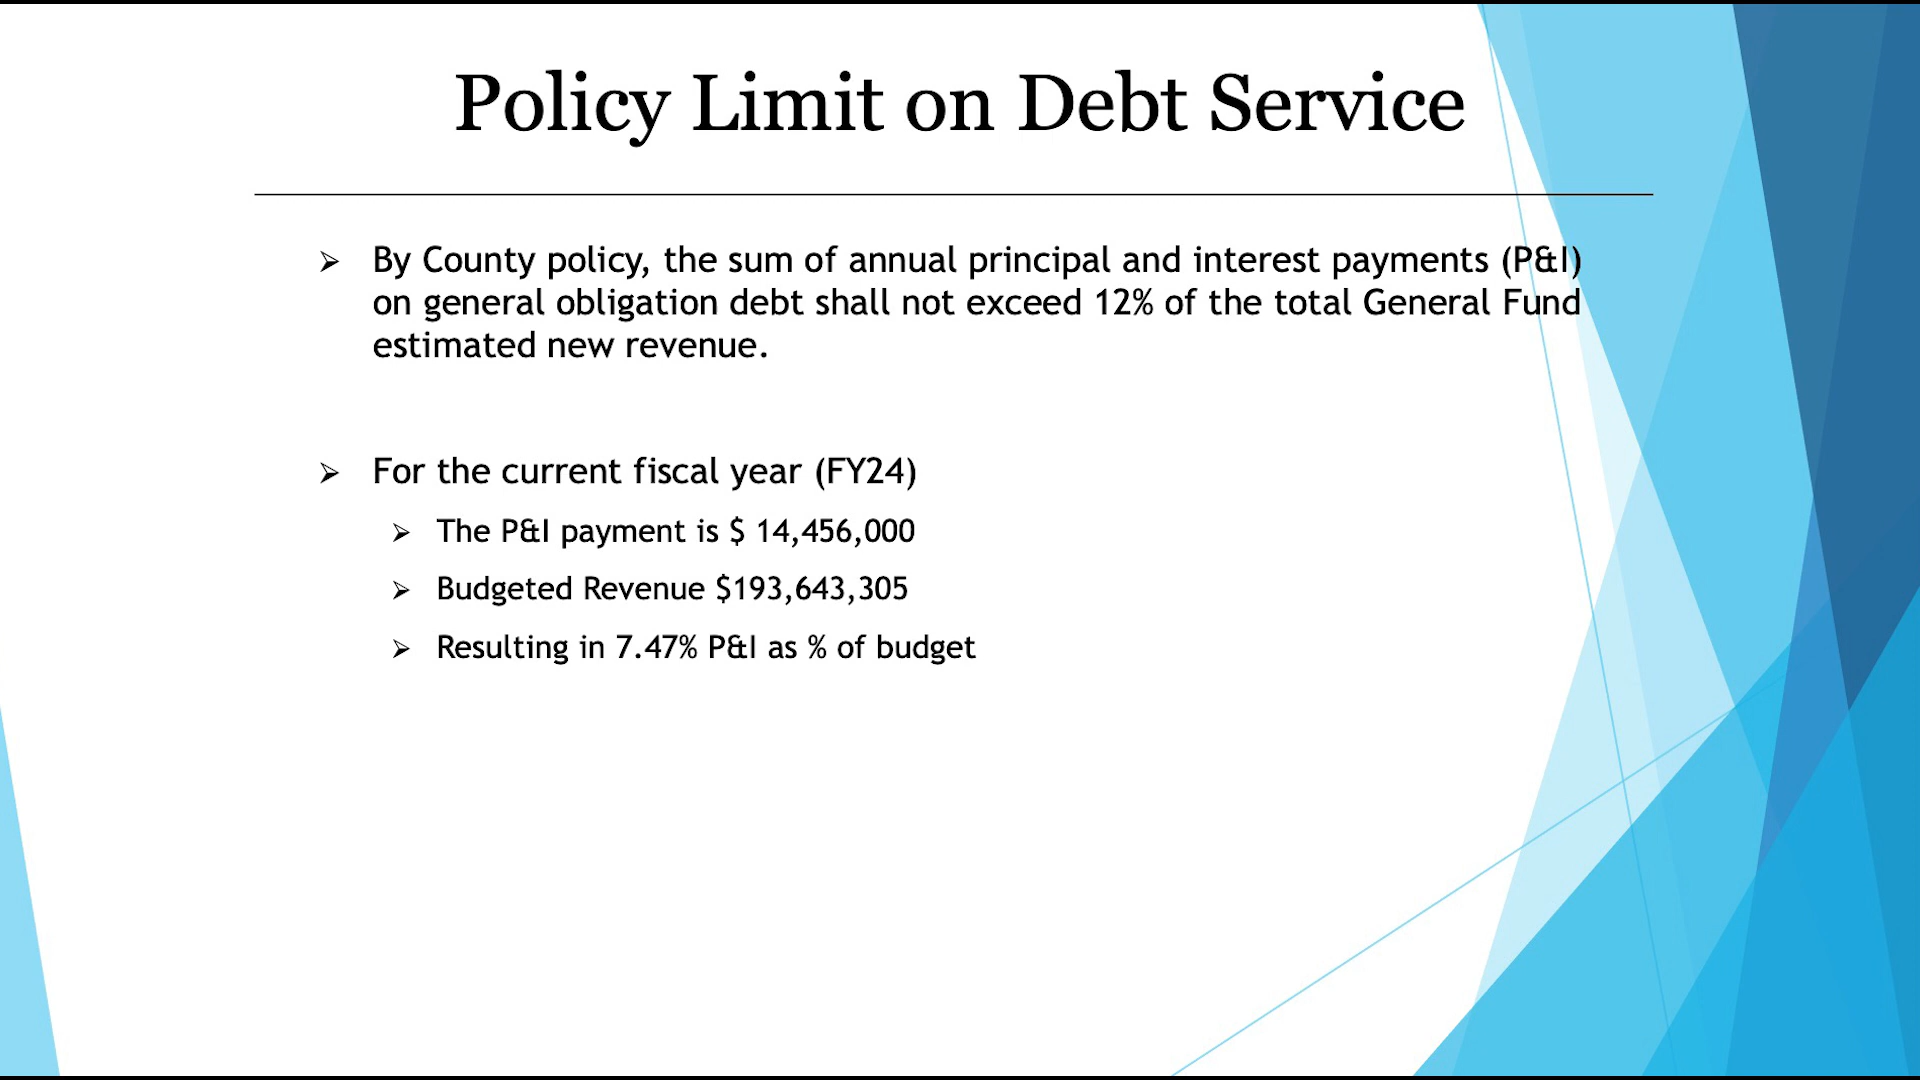 Policy Limit on Debt Service
➢ By County policy, the sum of annual principal and interest payments (P&I)
on general obligation debt shall not exceed 12% of the total General Fund
estimated new revenue.
➢ For the current fiscal year (FY24)
➢ The P&I payment is $ 14,456,000
➢ Budgeted Revenue $193,643,305
➢ Resulting in 7.47% P&I as % of budget